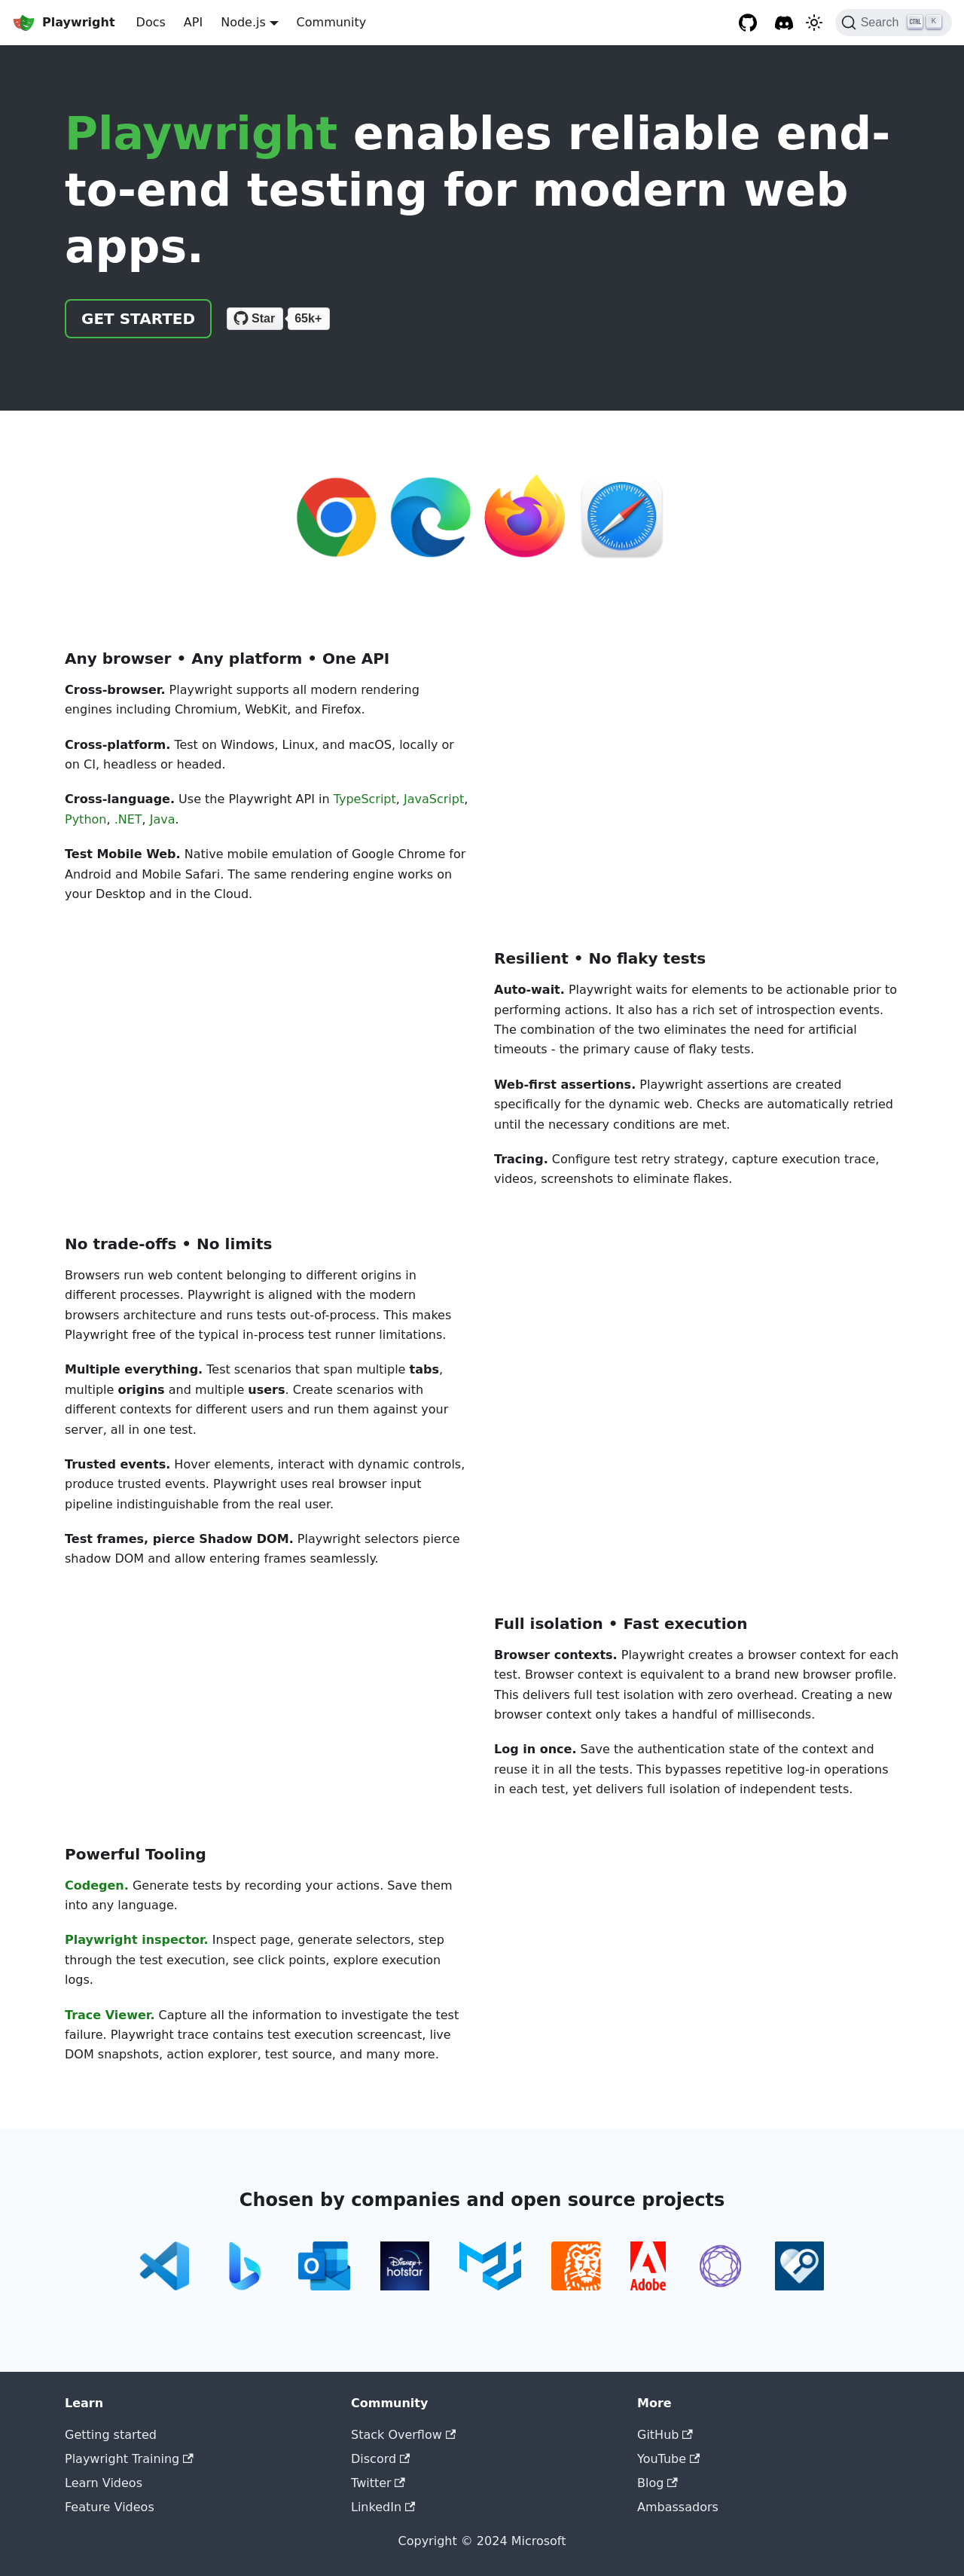 Playwright Docs API Node.js Community Search CTRL K
Playwright enables reliable end-
to-end testing for modern web
apps.
GET STARTED Star 65k+
Any browser • Any platform • One API
Cross-browser. Playwright supports all modern rendering
engines including Chromium, WebKit, and Firefox.
Cross-platform. Test on Windows, Linux, and macOS, locally or
on CI, headless or headed.
Cross-language. Use the Playwright API in TypeScript, JavaScript,
Python, .NET, Java.
Test Mobile Web. Native mobile emulation of Google Chrome for
Android and Mobile Safari. The same rendering engine works on
your Desktop and in the Cloud.
Resilient • No flaky tests
Auto-wait. Playwright waits for elements to be actionable prior to
performing actions. It also has a rich set of introspection events.
The combination of the two eliminates the need for artificial
timeouts - the primary cause of flaky tests.
Web-first assertions. Playwright assertions are created
specifically for the dynamic web. Checks are automatically retried
until the necessary conditions are met.
Tracing. Configure test retry strategy, capture execution trace,
videos, screenshots to eliminate flakes.
No trade-offs • No limits
Browsers run web content belonging to different origins in
different processes. Playwright is aligned with the modern
browsers architecture and runs tests out-of-process. This makes
Playwright free of the typical in-process test runner limitations.
Multiple everything. Test scenarios that span multiple tabs,
multiple origins and multiple users. Create scenarios with
different contexts for different users and run them against your
server, all in one test.
Trusted events. Hover elements, interact with dynamic controls,
produce trusted events. Playwright uses real browser input
pipeline indistinguishable from the real user.
Test frames, pierce Shadow DOM. Playwright selectors pierce
shadow DOM and allow entering frames seamlessly.
Full isolation • Fast execution
Browser contexts. Playwright creates a browser context for each
test. Browser context is equivalent to a brand new browser profile.
This delivers full test isolation with zero overhead. Creating a new
browser context only takes a handful of milliseconds.
Log in once. Save the authentication state of the context and
reuse it in all the tests. This bypasses repetitive log-in operations
in each test, yet delivers full isolation of independent tests.
Powerful Tooling
Codegen. Generate tests by recording your actions. Save them
into any language.
Playwright inspector. Inspect page, generate selectors, step
through the test execution, see click points, explore execution
logs.
Trace Viewer. Capture all the information to investigate the test
failure. Playwright trace contains test execution screencast, live
DOM snapshots, action explorer, test source, and many more.
Chosen by companies and open source projects
O
Disney+
hotstar
Adobe
Learn
Getting started
Playwright Training
Learn Videos
Feature Videos
Community
Stack Overflow
Discord
Twitter
LinkedIn
More
GitHub
YouTube
Blog
Ambassadors
Copyright © 2024 Microsoft